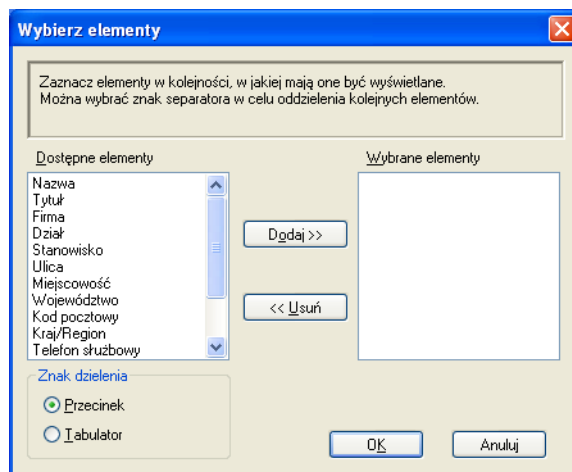 Wybierz elementy
Zaznacz elementy w kolejności, w jakiej mają one być wyświetlane.
Można wybrać znak separatora w celu oddzielenia kolejnych elementów.
Dostępne elementy
Wybrane elementy
Nazwa
Tytuł
Firma
Dział
Stanowisko
Ulica
Miejscowość
Województwo
Kod pocztowy
Kraj/Region
Telefon służbowy
Dodaj >>
<< Usuń
Znak dzielenia
Przecinek
Tabulator
OK
Anuluj